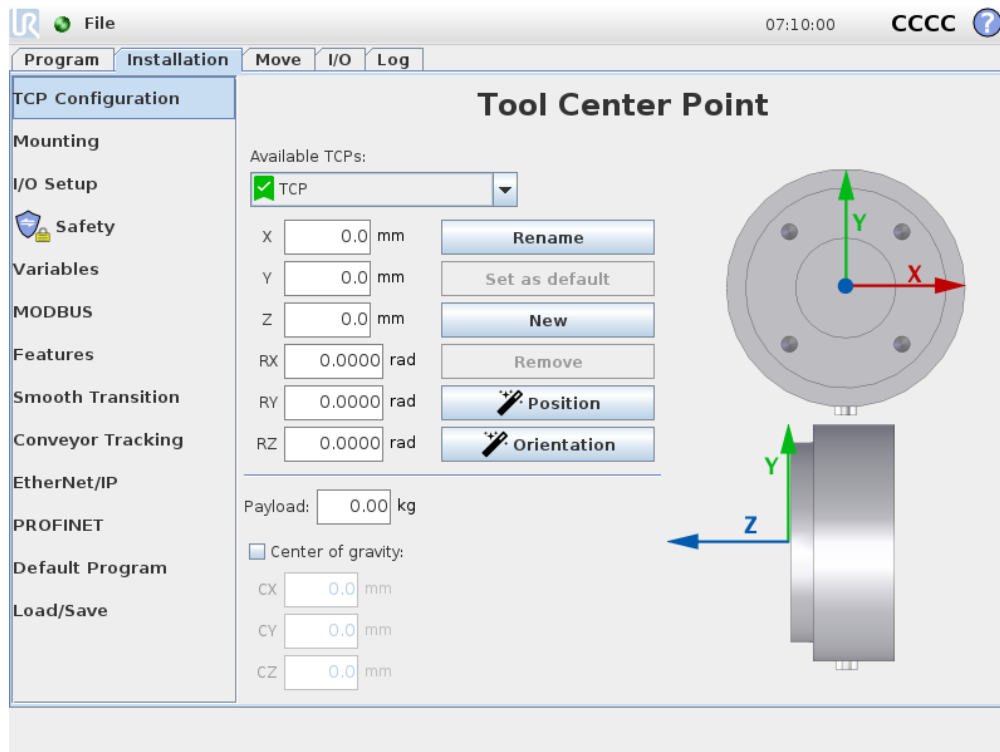 UR File 07:10:00 CCCC ?
Program Installation Move I/O Log
TCP Configuration
Mounting
I/O Setup
Safety
Variables
MODBUS
Features
Smooth Transition
Conveyor Tracking
EtherNet/IP
PROFINET
Default Program
Load/Save
Tool Center Point
Available TCPs:
TCP
X 0.0 mm Rename
Y 0.0 mm Set as default
Z 0.0 mm New
RX 0.0000 rad Remove
RY 0.0000 rad Position
RZ 0.0000 rad Orientation
Payload: 0.00 kg
Center of gravity:
CX 0.0 mm
CY 0.0 mm
CZ 0.0 mm
Y
X
Y
Z